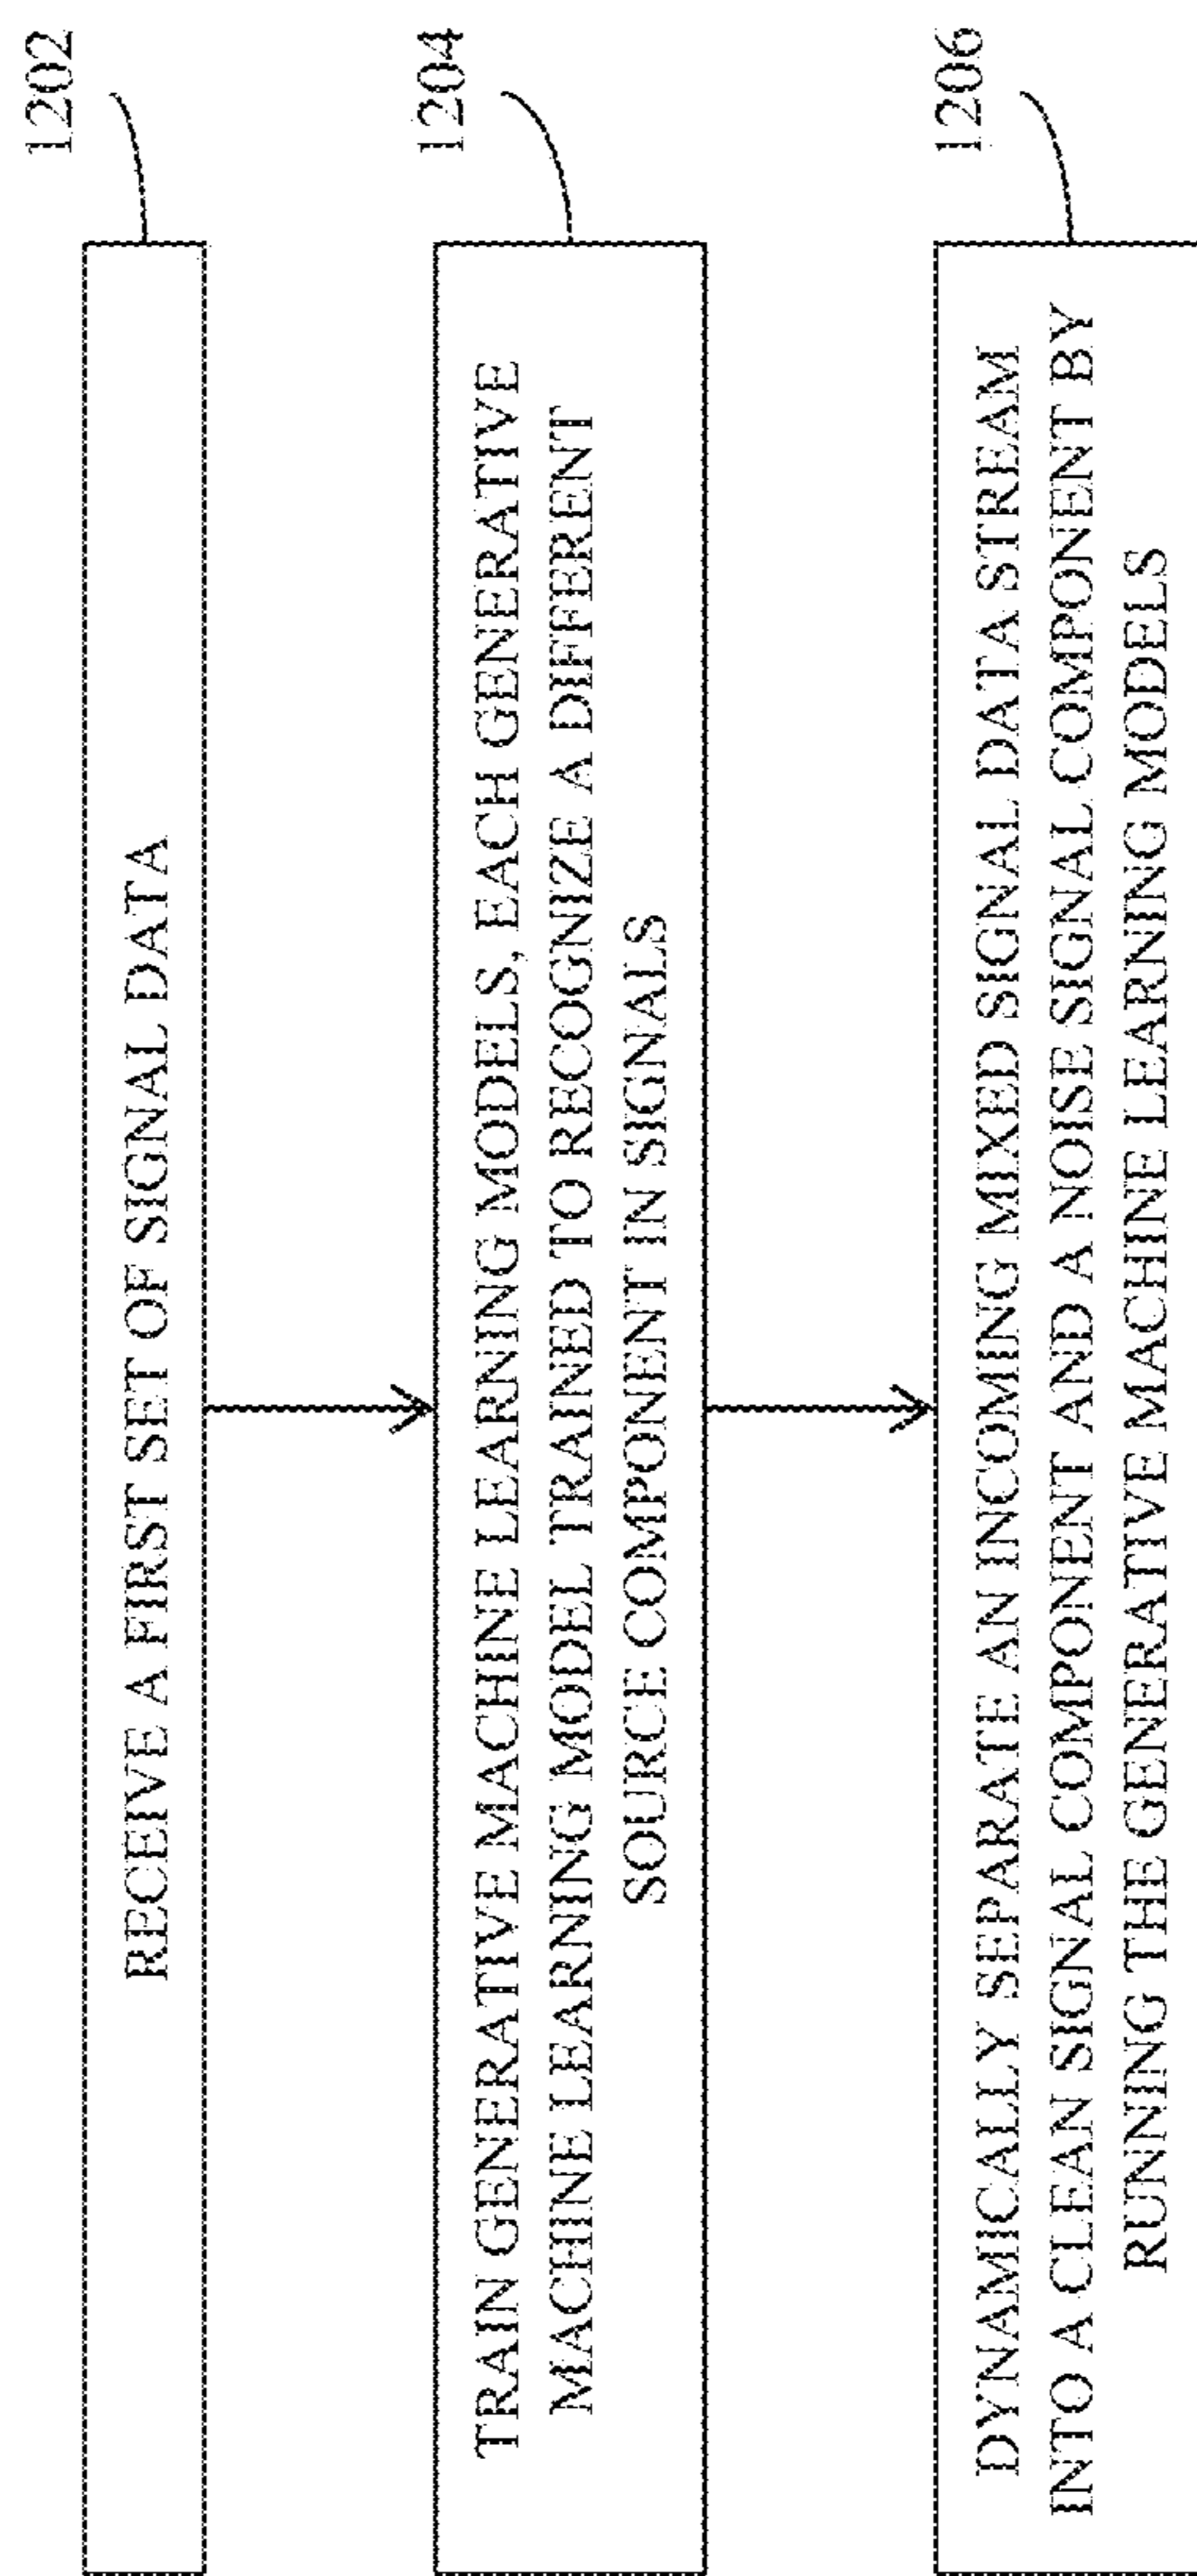 1202
RECEIVE A FIRST SET OF SIGNAL DATA
1204
TRAIN GENERATIVE MACHINE LEARNING MODELS, EACH GENERATIVE
MACHINE LEARNING MODEL TRAINED TO RECOGNIZE A DIFFERENT
SOURCE COMPONENT IN SIGNALS
1206
DYNAMICALLY SEPARATE AN INCOMING MIXED SIGNAL DATA STREAM
INTO A CLEAN SIGNAL COMPONENT AND A NOISE SIGNAL COMPONENT BY
RUNNING THE GENERATIVE MACHINE LEARNING MODELS